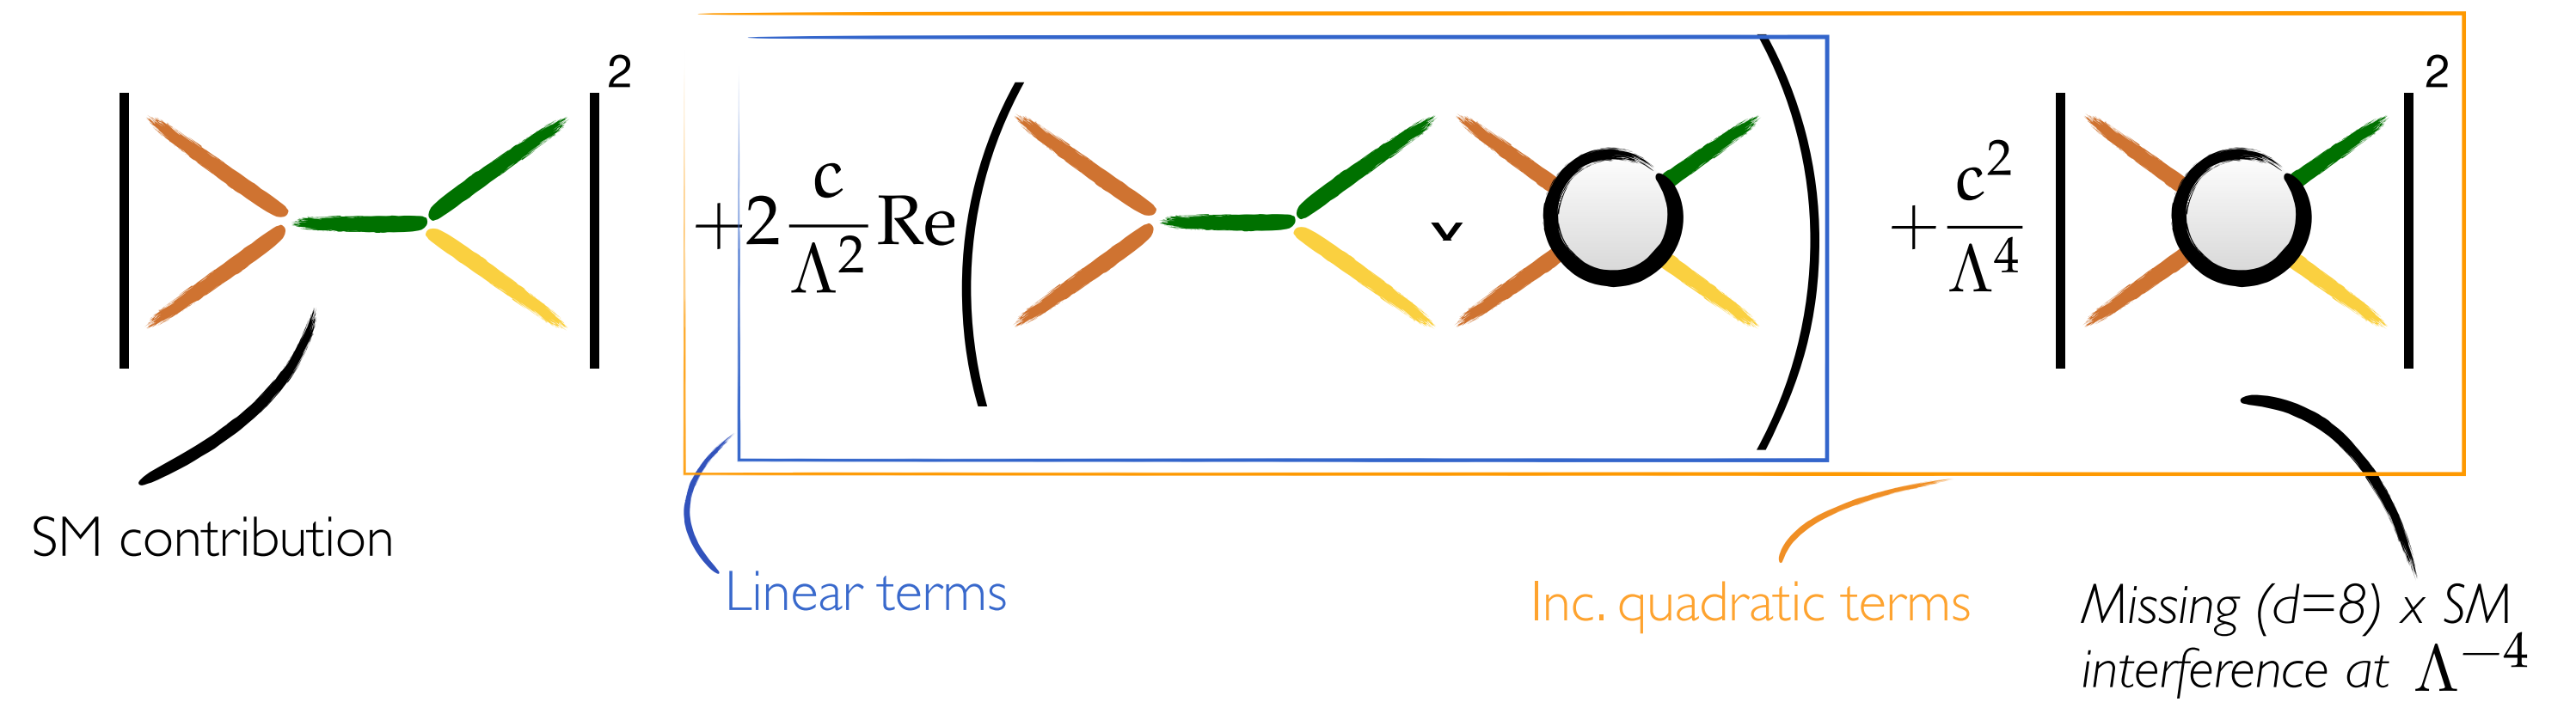 2
+2 c/Λ² Re ( × )
+ c²/Λ⁴
2
SM contribution
Linear terms
Inc. quadratic terms
Missing (d=8) x SM
interference at Λ⁻⁴